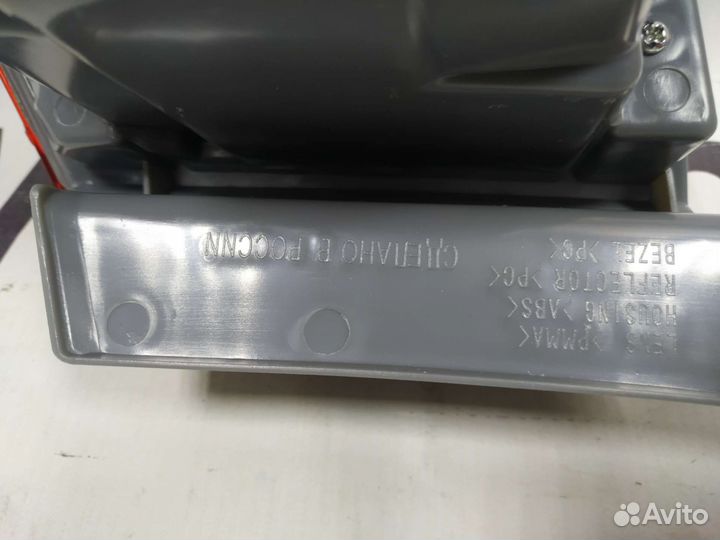 LENS >PMMA<
HOUSING >ABS<
REFLECTOR >PC<
BEZEL >PC<
СДЕЛАНО В РОССИИ
Avito